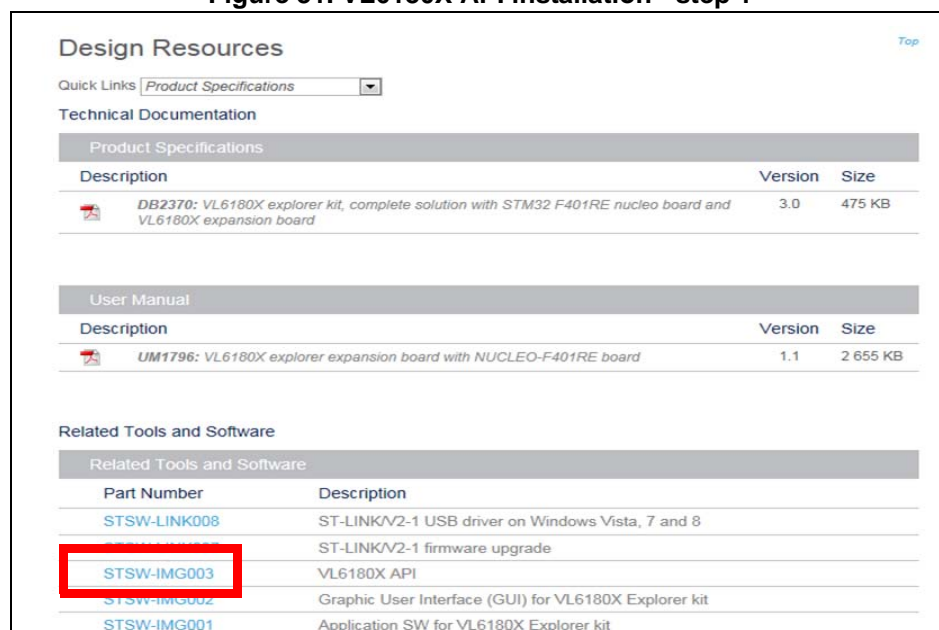 Design Resources
Top
Quick Links Product Specifications
Technical Documentation
Product Specifications
Description Version Size
DB2370: VL6180X explorer kit, complete solution with STM32 F401RE nucleo board and 3.0 475 KB
VL6180X expansion board
User Manual
Description Version Size
UM1796: VL6180X explorer expansion board with NUCLEO-F401RE board 1.1 2 655 KB
Related Tools and Software
Related Tools and Software
Part Number Description
STSW-LINK008 ST-LINK/V2-1 USB driver on Windows Vista, 7 and 8
ST-LINK/V2-1 firmware upgrade
STSW-IMG003 VL6180X API
STSW-IMG002 Graphic User Interface (GUI) for VL6180X Explorer kit
STSW-IMG001 Application SW for VL6180X Explorer kit